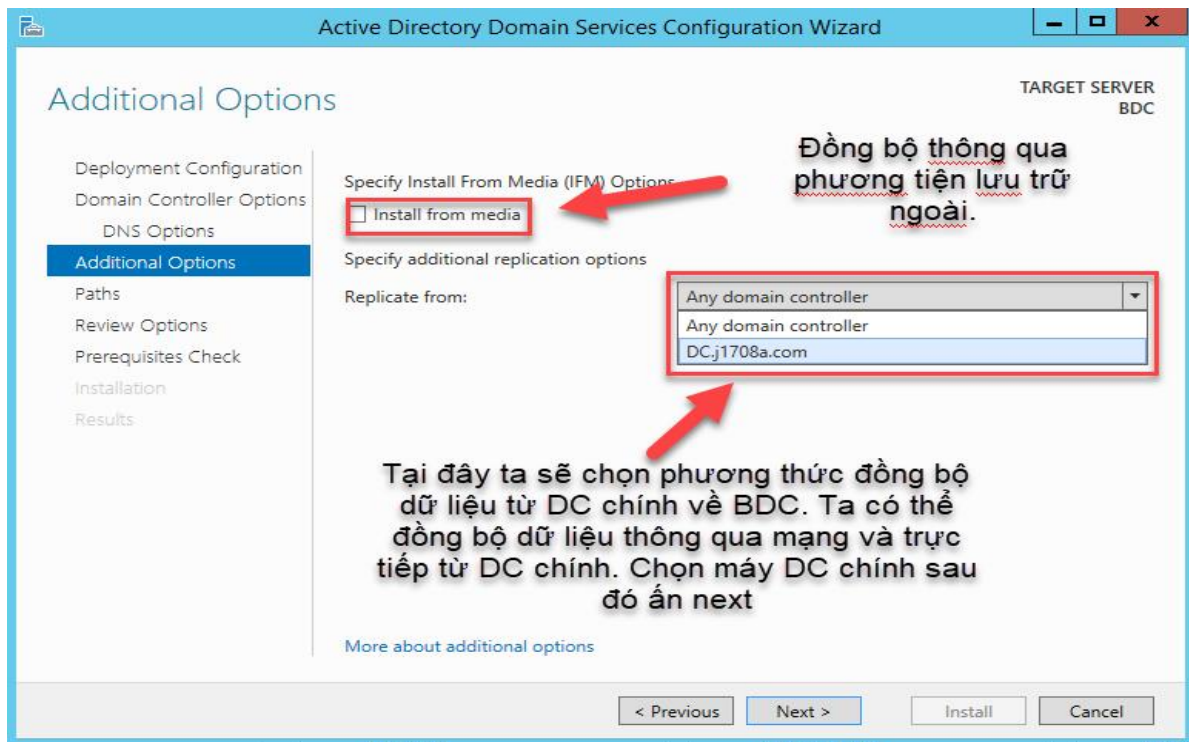 Active Directory Domain Services Configuration Wizard
Additional Options
TARGET SERVER
BDC
Deployment Configuration
Domain Controller Options
DNS Options
Additional Options
Paths
Review Options
Prerequisites Check
Installation
Results
Specify Install From Media (IFM) Options
Install from media
Đồng bộ thông qua
phương tiện lưu trữ
ngoài.
Specify additional replication options
Replicate from:
Any domain controller
Any domain controller
DC.j1708a.com
Tại đây ta sẽ chọn phương thức đồng bộ
dữ liệu từ DC chính về BDC. Ta có thể
đồng bộ dữ liệu thông qua mạng và trực
tiếp từ DC chính. Chọn máy DC chính sau
đó ấn next
More about additional options
< Previous
Next >
Install
Cancel